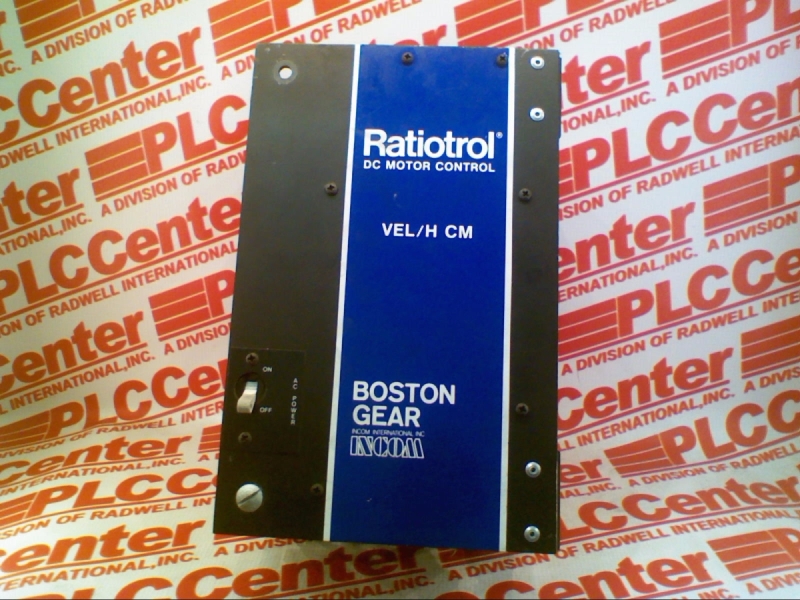 Ratiotrol®
DC MOTOR CONTROL
VEL/H CM
ON
OFF
AC POWER
BOSTON
GEAR
INCOM INTERNATIONAL INC
INCOM
PLCCenter
A DIVISION OF RADWELL INTERNATIONAL, INC.